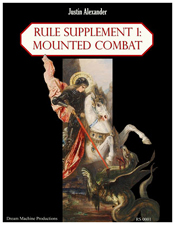 Justin Alexander
RULE SUPPLEMENT 1:
MOUNTED COMBAT
Dream Machine Productions
RS 0001